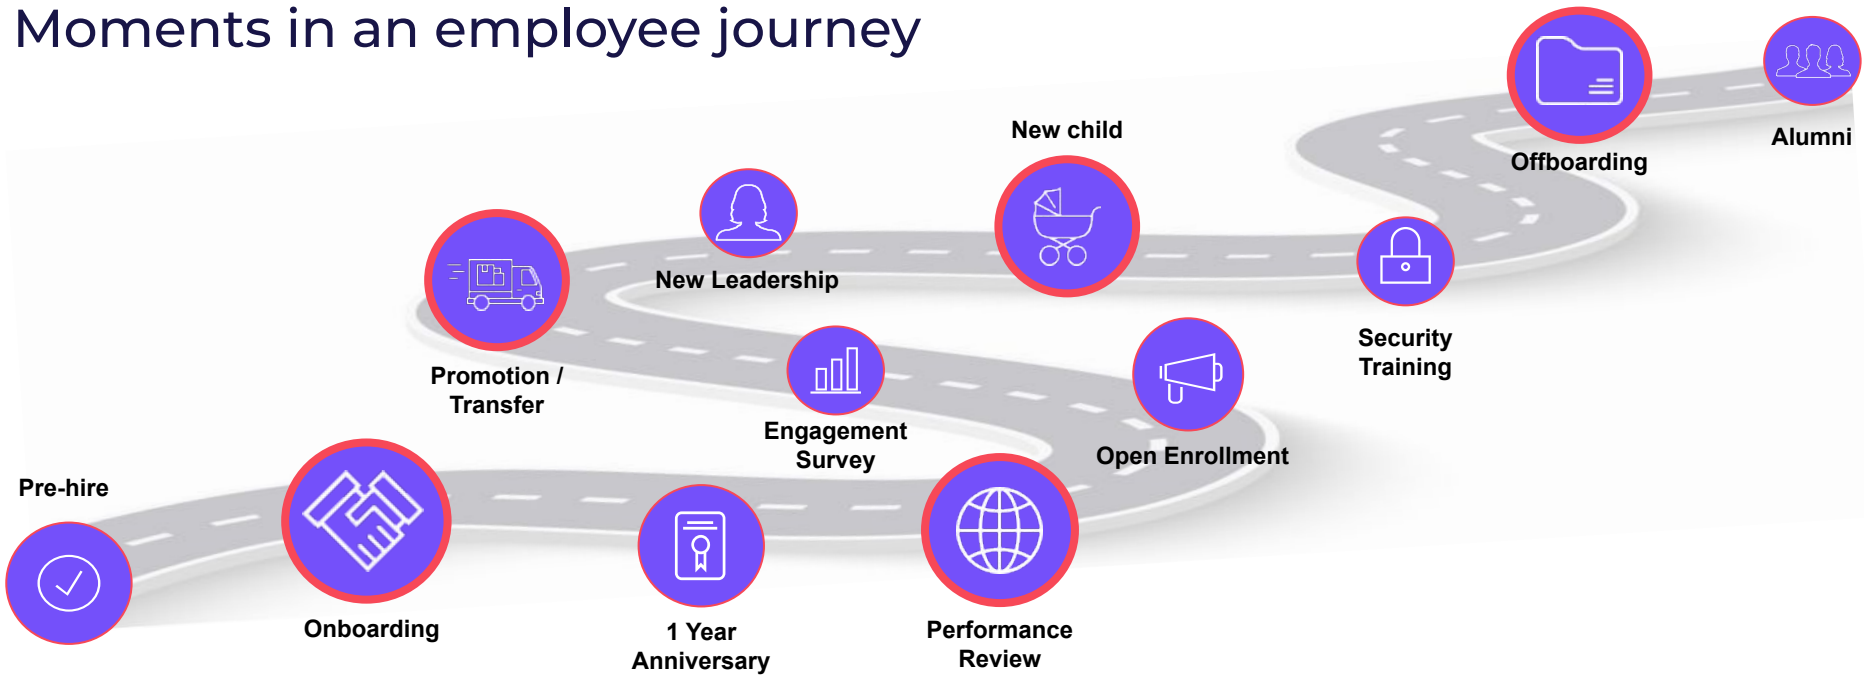 Moments in an employee journey
Pre-hire
Onboarding
1 Year
Anniversary
Performance
Review
Open Enrollment
Engagement
Survey
Promotion /
Transfer
New Leadership
New child
Security
Training
Offboarding
Alumni